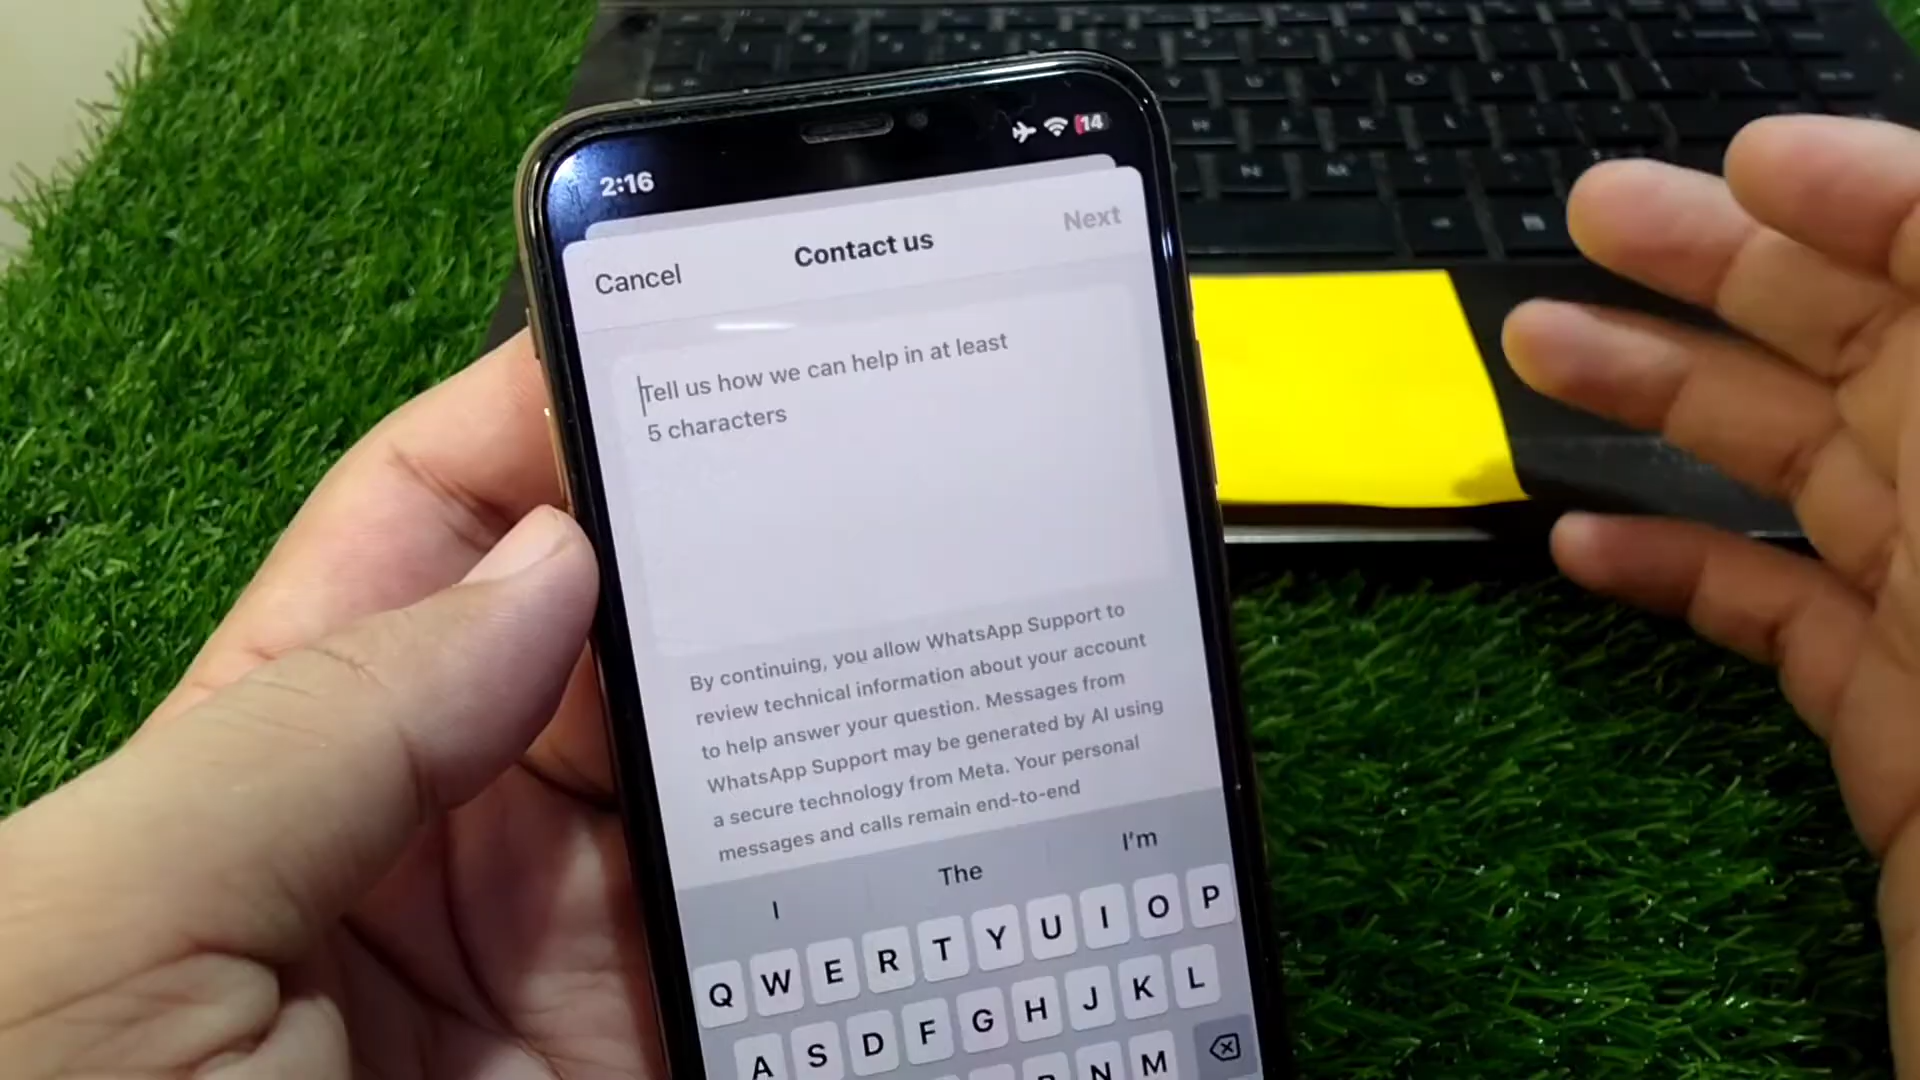 2:16
14
Cancel
Contact us
Next
Tell us how we can help in at least
5 characters
By continuing, you allow WhatsApp Support to
review technical information about your account
to help answer your question. Messages from
WhatsApp Support may be generated by AI using
a secure technology from Meta. Your personal
messages and calls remain end-to-end
I
The
I'm
Q W E R T Y U I O P
A S D F G H J K L
N M